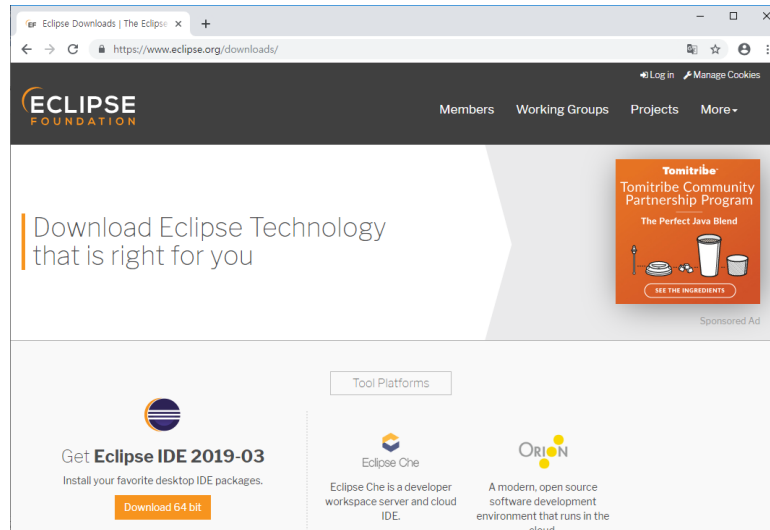 Eclipse Downloads | The Eclipse
https://www.eclipse.org/downloads/
Log in Manage Cookies
ECLIPSE
FOUNDATION
Members Working Groups Projects More
Tomitribe
Tomitribe Community
Partnership Program
The Perfect Java Blend
SEE THE INGREDIENTS
Sponsored Ad
Download Eclipse Technology
that is right for you
Get Eclipse IDE 2019-03
Install your favorite desktop IDE packages.
Download 64 bit
Tool Platforms
Eclipse Che
Eclipse Che is a developer
workspace server and cloud
IDE.
ORION
A modern, open source
software development
environment that runs in the
cloud